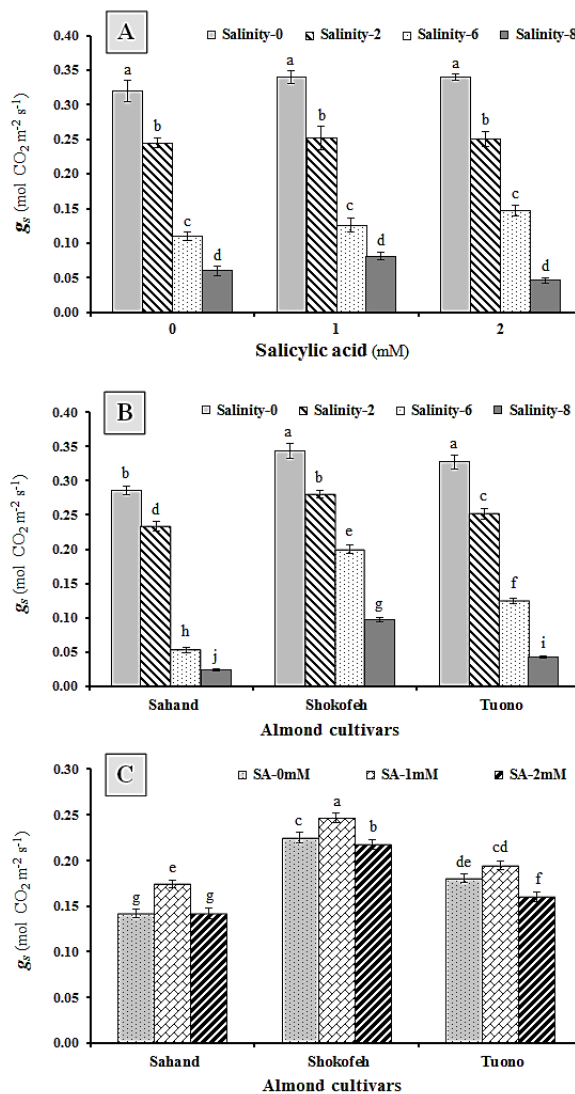 A
Salinity-0 Salinity-2 Salinity-6 Salinity-8
0.40
0.35
0.30
0.25
0.20
0.15
0.10
0.05
0.00
gs (mol CO2 m-2 s-1)
a b c d
a b c d
a b c d
0 1 2
Salicylic acid (mM)
B
Salinity-0 Salinity-2 Salinity-6 Salinity-8
0.40
0.35
0.30
0.25
0.20
0.15
0.10
0.05
0.00
gs (mol CO2 m-2 s-1)
b d h j
a b e g
a c f i
Sahand Shokofeh Tuono
Almond cultivars
C
SA-0mM SA-1mM SA-2mM
0.30
0.25
0.20
0.15
0.10
0.05
0.00
gs (mol CO2 m-2 s-1)
g e g
c a b
de cd f
Sahand Shokofeh Tuono
Almond cultivars